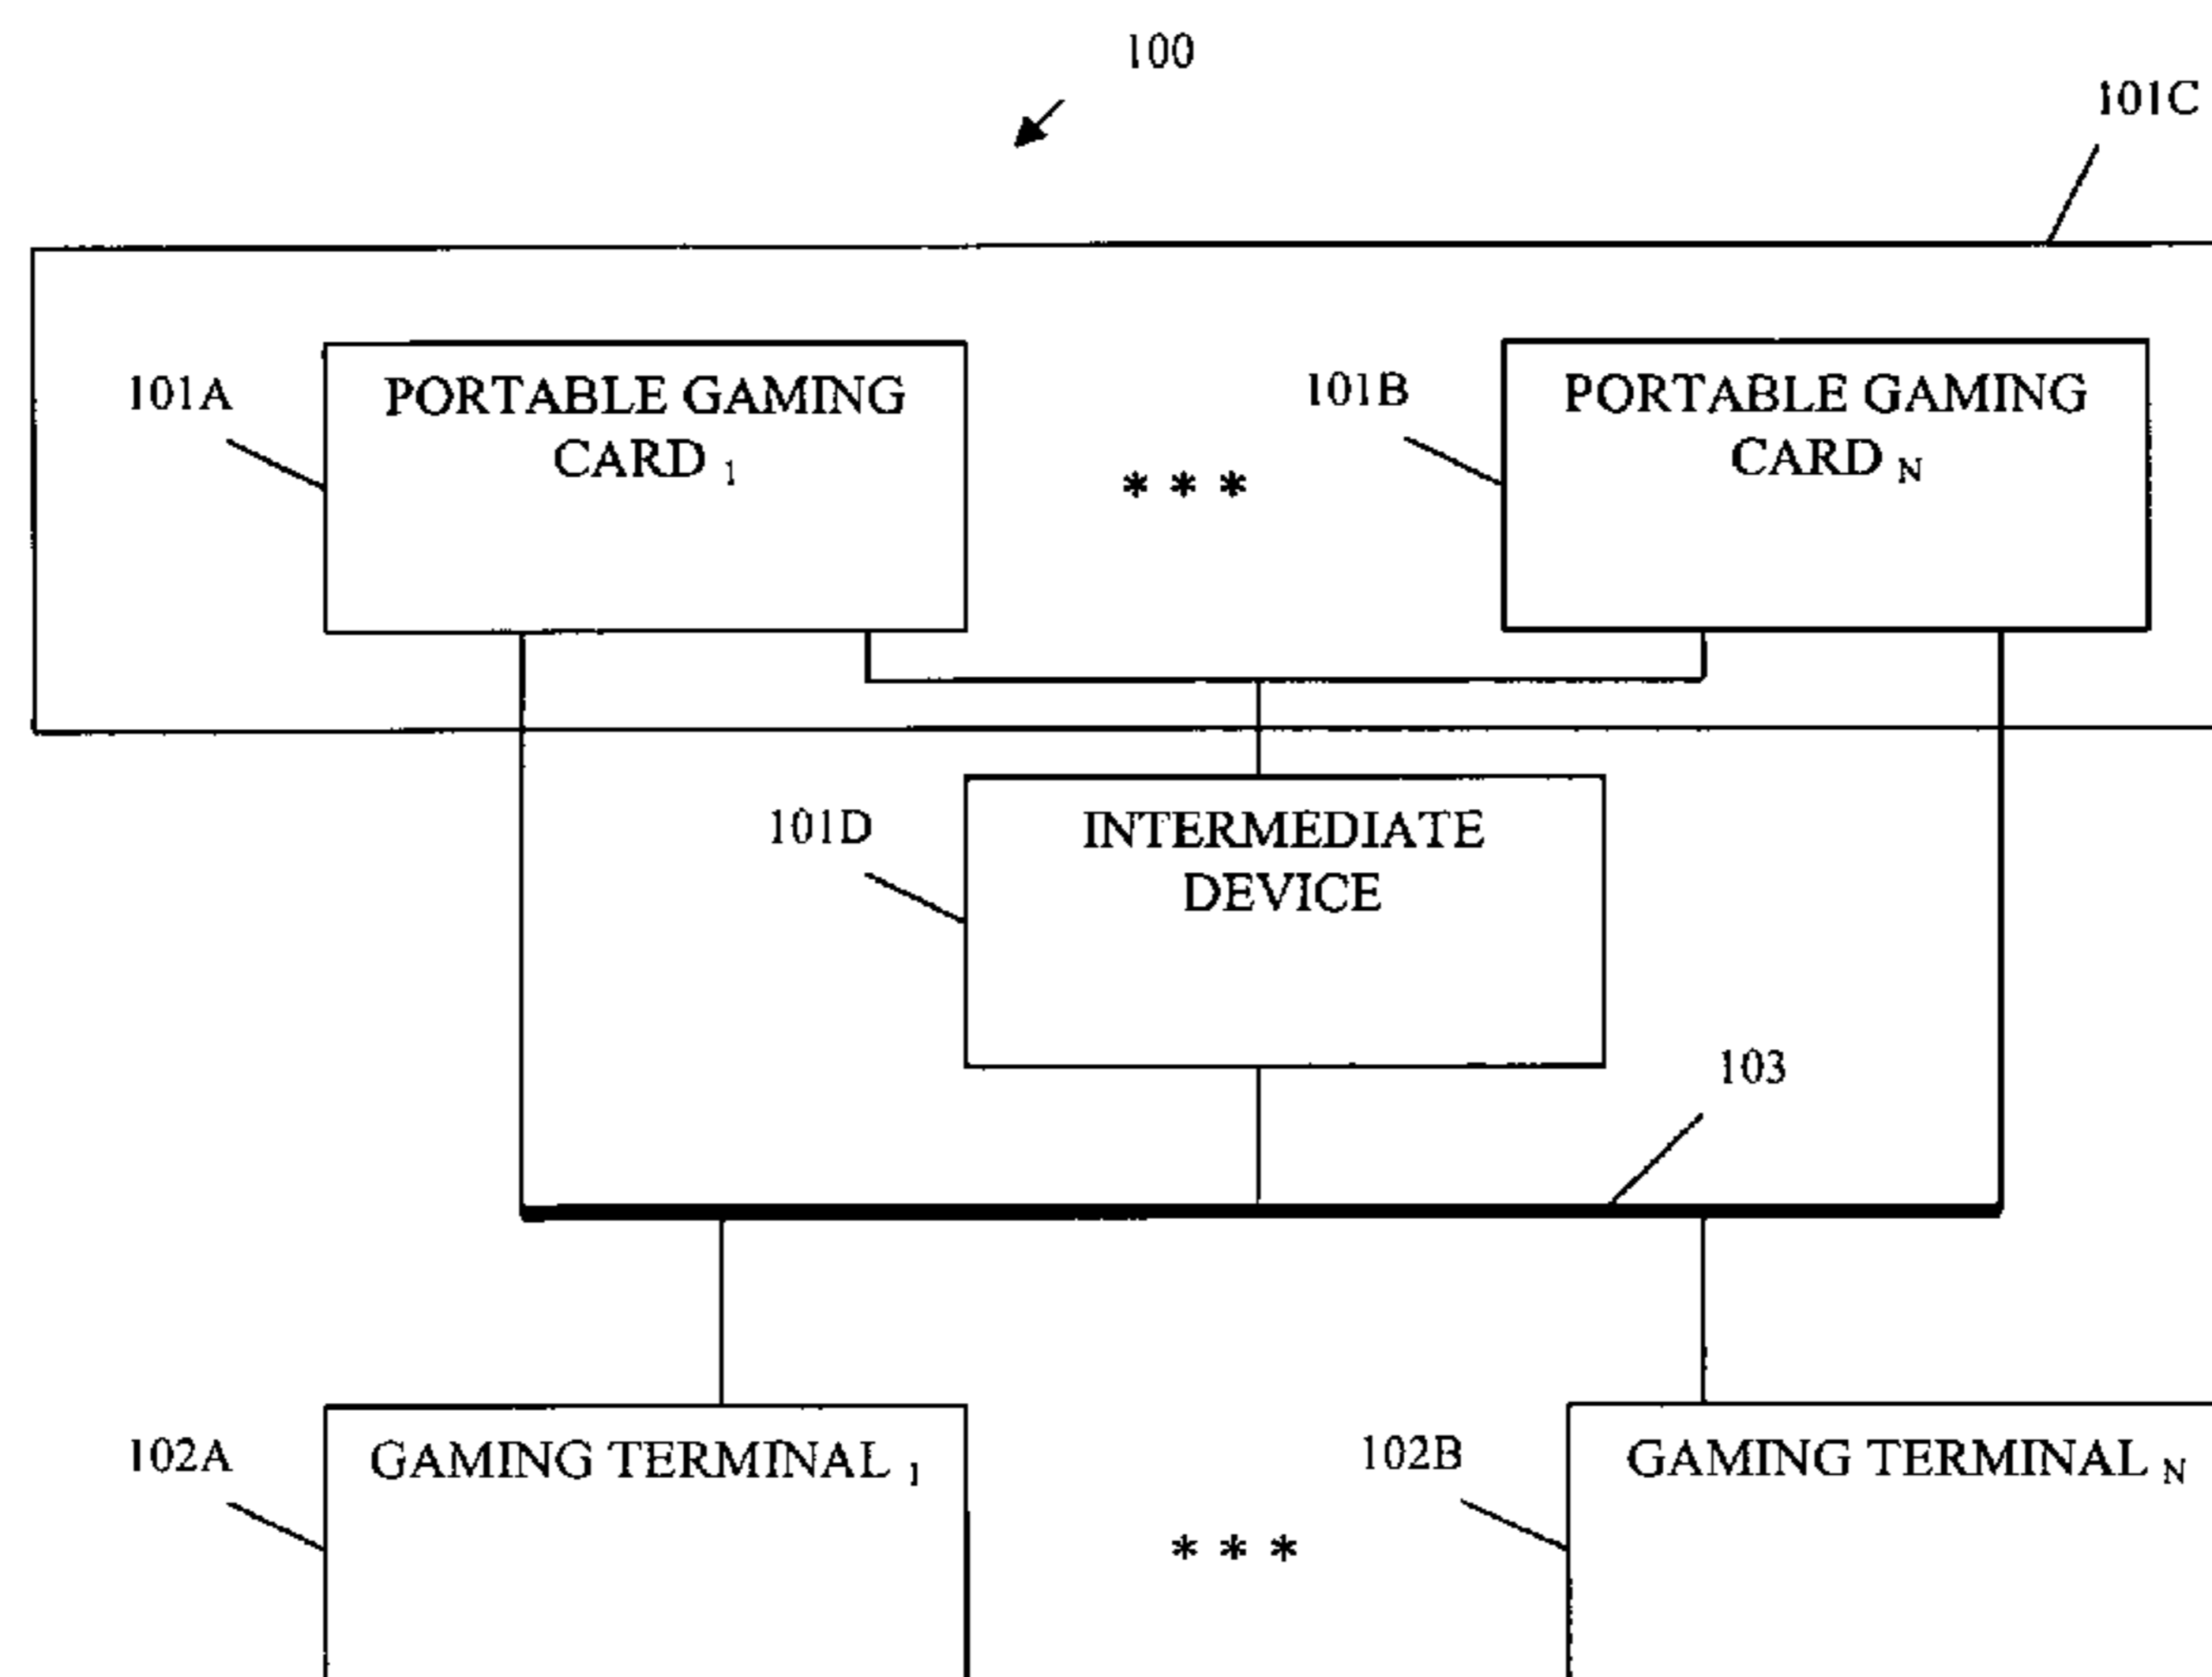 100
101C
101A
PORTABLE GAMING
CARD 1
* * *
101B
PORTABLE GAMING
CARD N
101D
INTERMEDIATE
DEVICE
103
102A
GAMING TERMINAL 1
* * *
102B
GAMING TERMINAL N